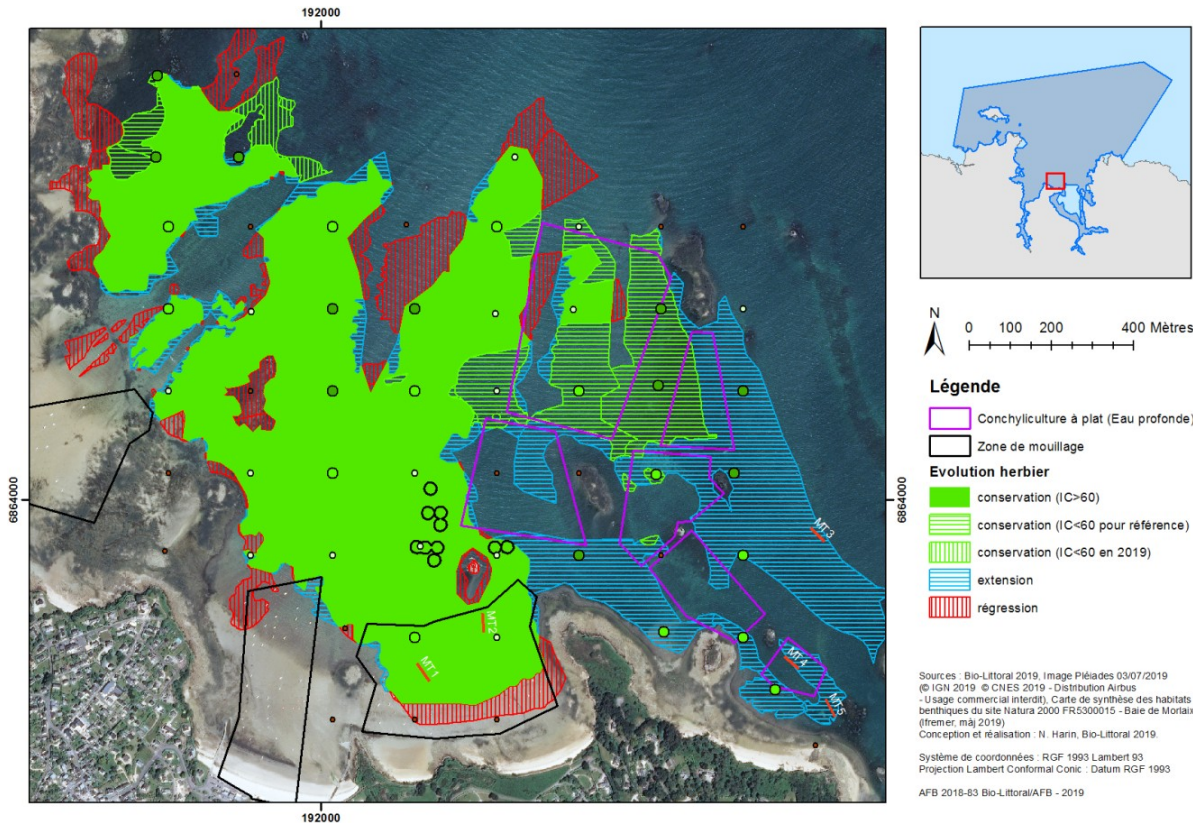 192000
6864000
6864000
192000
MT1
MT2
MT3
MT4
MT5
N
0 100 200 400 Mètres
Légende
Conchyliculture à plat (Eau profonde)
Zone de mouillage
Evolution herbier
conservation (IC>60)
conservation (IC<60 pour référence)
conservation (IC<60 en 2019)
extension
régression
Sources : Bio-Littoral 2019, Image Pléiades 03/07/2019
(© IGN 2019 © CNES 2019 - Distribution Airbus
- Usage commercial interdit), Carte de synthèse des habitats
benthiques du site Natura 2000 FR5300015 - Baie de Morlaix
(Ifremer, màj 2019)
Conception et réalisation : N. Harin, Bio-Littoral 2019.
Système de coordonnées : RGF 1993 Lambert 93
Projection Lambert Conformal Conic : Datum RGF 1993
AFB 2018-83 Bio-Littoral/AFB - 2019